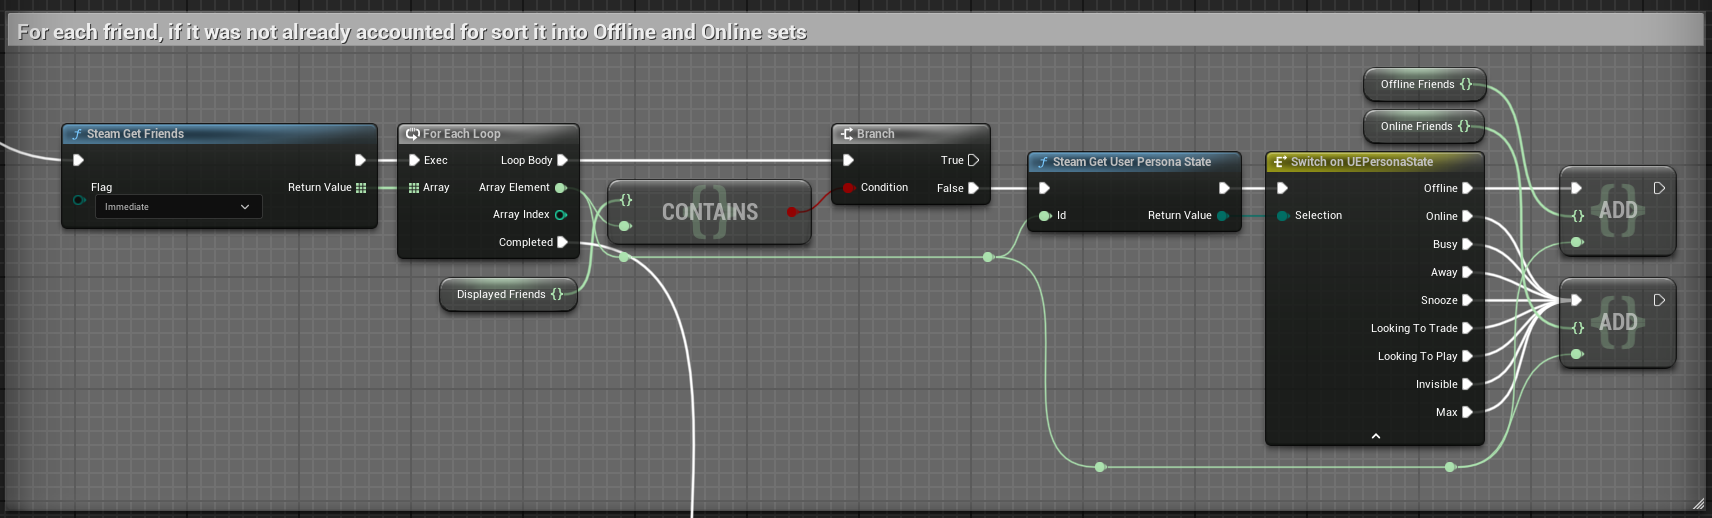 For each friend, if it was not already accounted for sort it into Offline and Online sets
Offline Friends {}
Online Friends {}
f Steam Get Friends
Flag
Immediate
Return Value
For Each Loop
Exec
Loop Body
Array
Array Element
Array Index
Completed
Displayed Friends {}
{}
CONTAINS
Branch
True
Condition
False
f Steam Get User Persona State
Id
Return Value
Switch on UEPersonaState
Selection
Offline
Online
Busy
Away
Snooze
Looking To Trade
Looking To Play
Invisible
Max
{}
ADD
{}
ADD